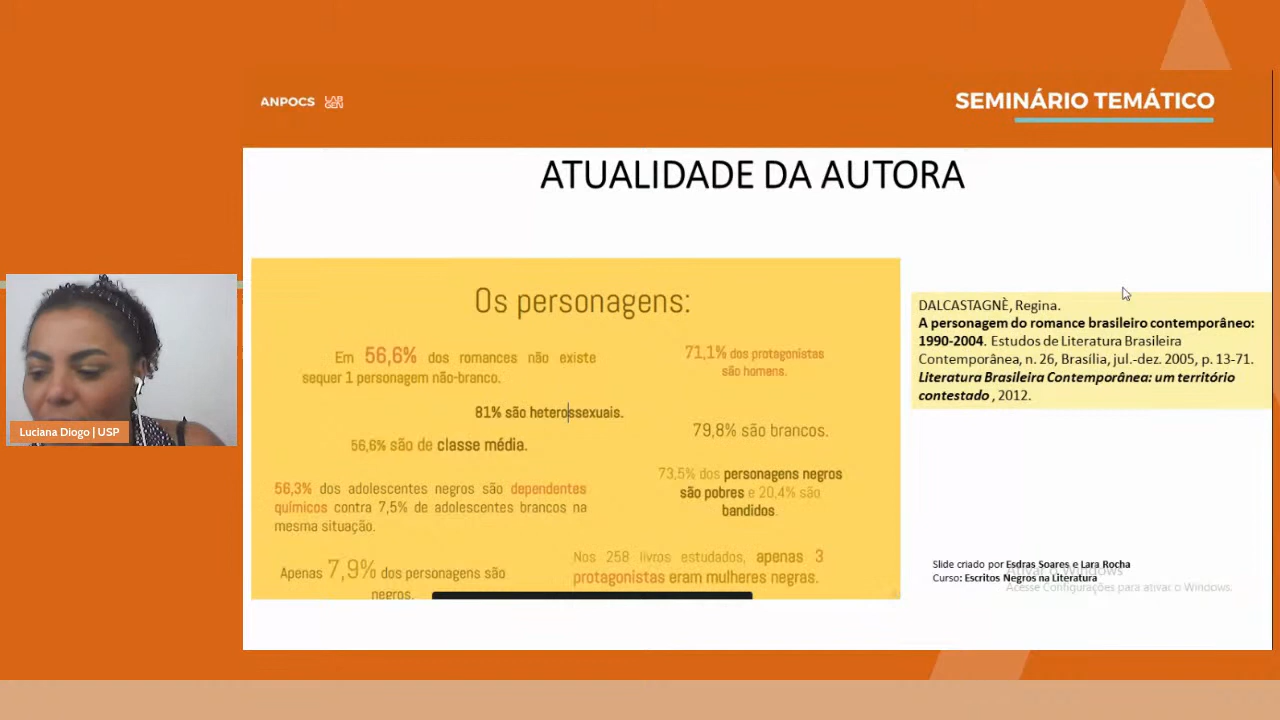 ANPOCS
LAB
GEN
SEMINÁRIO TEMÁTICO
ATUALIDADE DA AUTORA
Os personagens:
Em 56,6% dos romances não existe
sequer 1 personagem não-branco.
71,1% dos protagonistas
são homens.
81% são heterossexuais.
79,8% são brancos.
56,6% são de classe média.
73,5% dos personagens negros
são pobres e 20,4% são
bandidos.
56,3% dos adolescentes negros são dependentes
químicos contra 7,5% de adolescentes brancos na
mesma situação.
Apenas 7,9% dos personagens são
negros.
Nos 258 livros estudados, apenas 3
protagonistas eram mulheres negras.
DALCASTAGNÈ, Regina.
A personagem do romance brasileiro contemporâneo:
1990-2004. Estudos de Literatura Brasileira
Contemporânea, n. 26, Brasília, jul.-dez. 2005, p. 13-71.
Literatura Brasileira Contemporânea: um território
contestado , 2012.
Slide criado por Esdras Soares e Lara Rocha
Curso: Escritos Negros na Literatura
Ativar o Windows
Acesse Configurações para ativar o Windows.
Luciana Diogo | USP